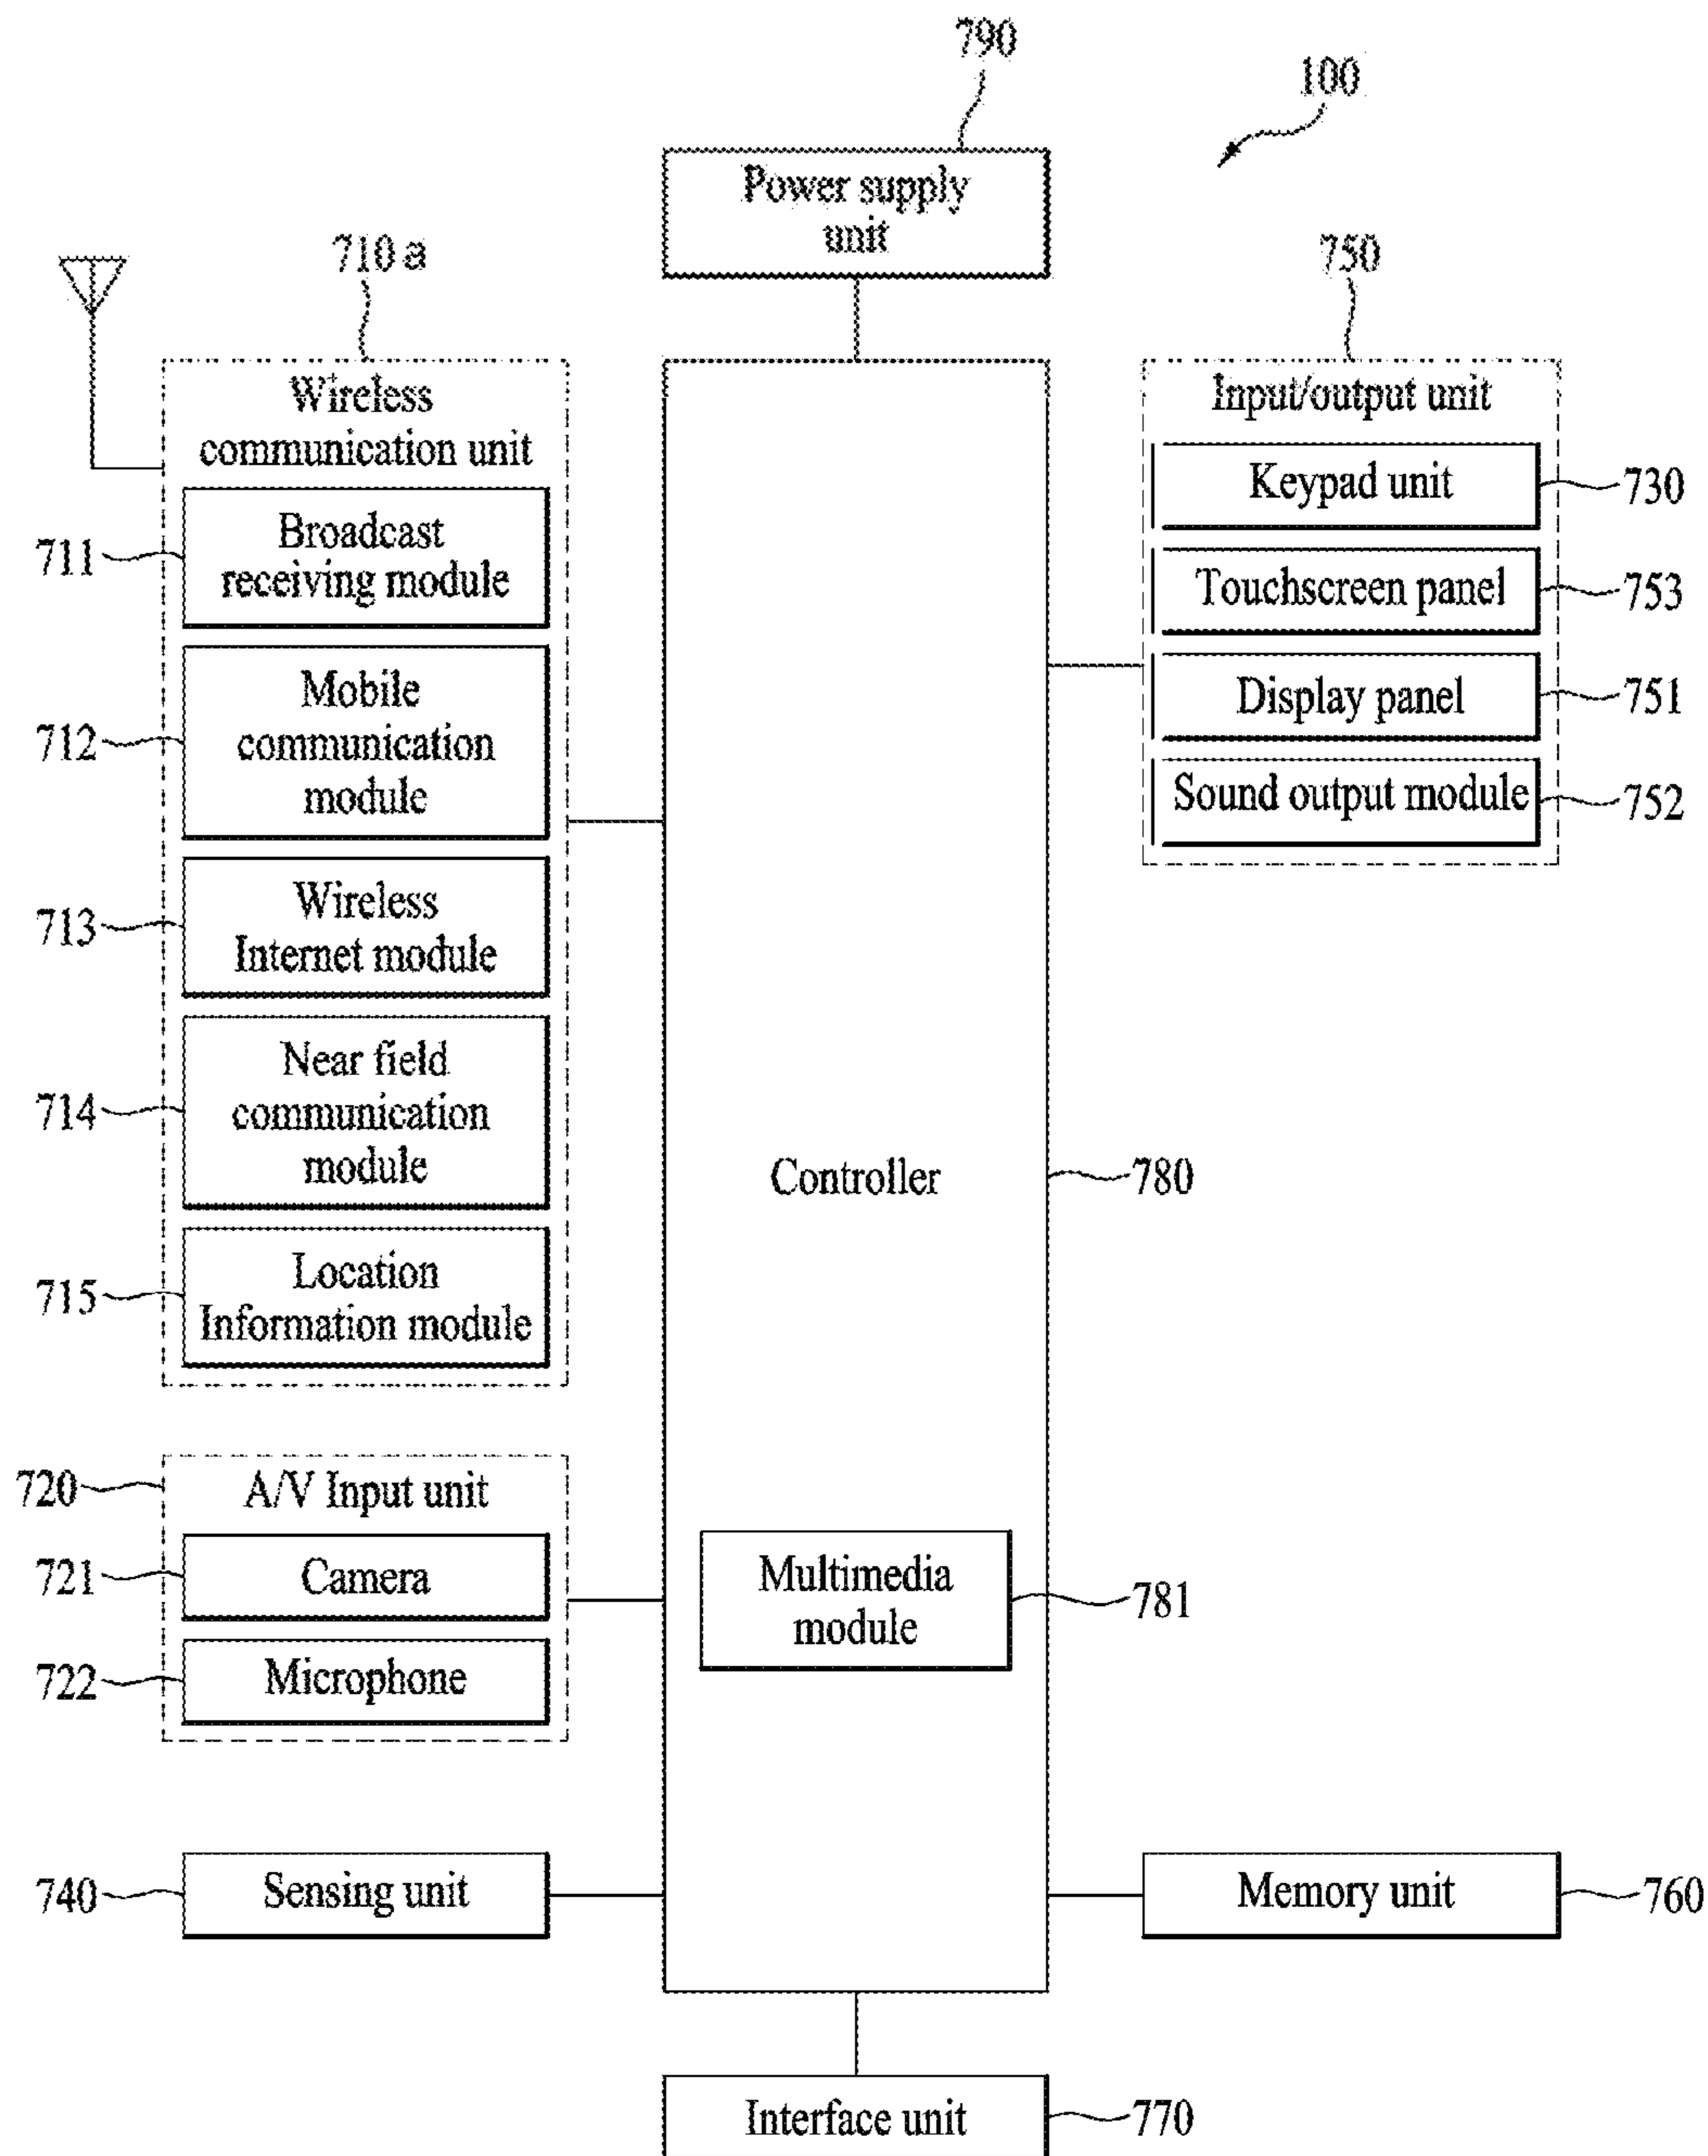 790
100
Power supply
unit
710a
Wireless
communication unit
711
Broadcast
receiving module
712
Mobile
communication
module
713
Wireless
Internet module
714
Near field
communication
module
715
Location
Information module
720
A/V Input unit
721
Camera
722
Microphone
740
Sensing unit
Controller
780
Multimedia
module
781
750
Input/output unit
Keypad unit
730
Touchscreen panel
753
Display panel
751
Sound output module
752
Memory unit
760
Interface unit
770